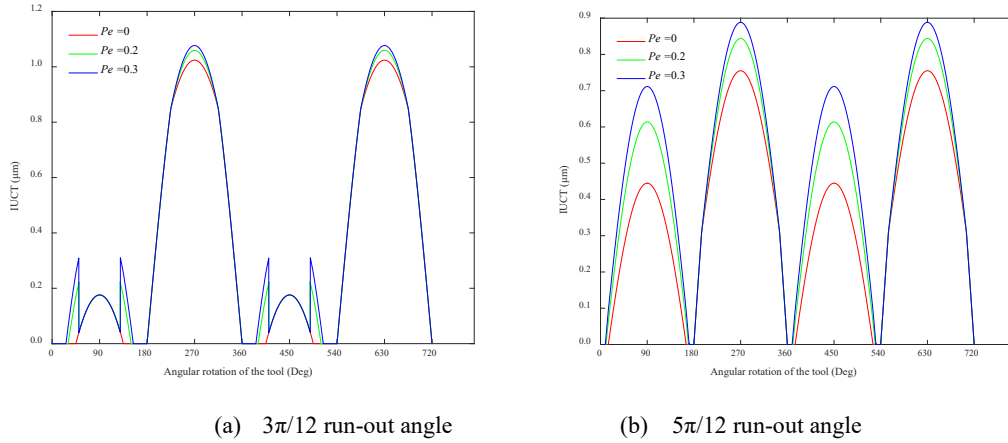 1.2
1.0
0.8
0.6
0.4
0.2
0.0
IUCT (μm)
Pe =0
Pe =0.2
Pe =0.3
0 90 180 270 360 450 540 630 720
Angular rotation of the tool (Deg)
(a) 3π/12 run-out angle
0.9
0.8
0.7
0.6
0.5
0.4
0.3
0.2
0.1
0.0
IUCT (μm)
Pe =0
Pe =0.2
Pe =0.3
0 90 180 270 360 450 540 630 720
Angular rotation of the tool (Deg)
(b) 5π/12 run-out angle